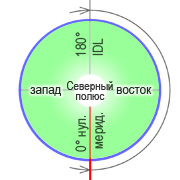 180°
IDL
запад
Северный
полюс
восток
0° нул.
мерид.